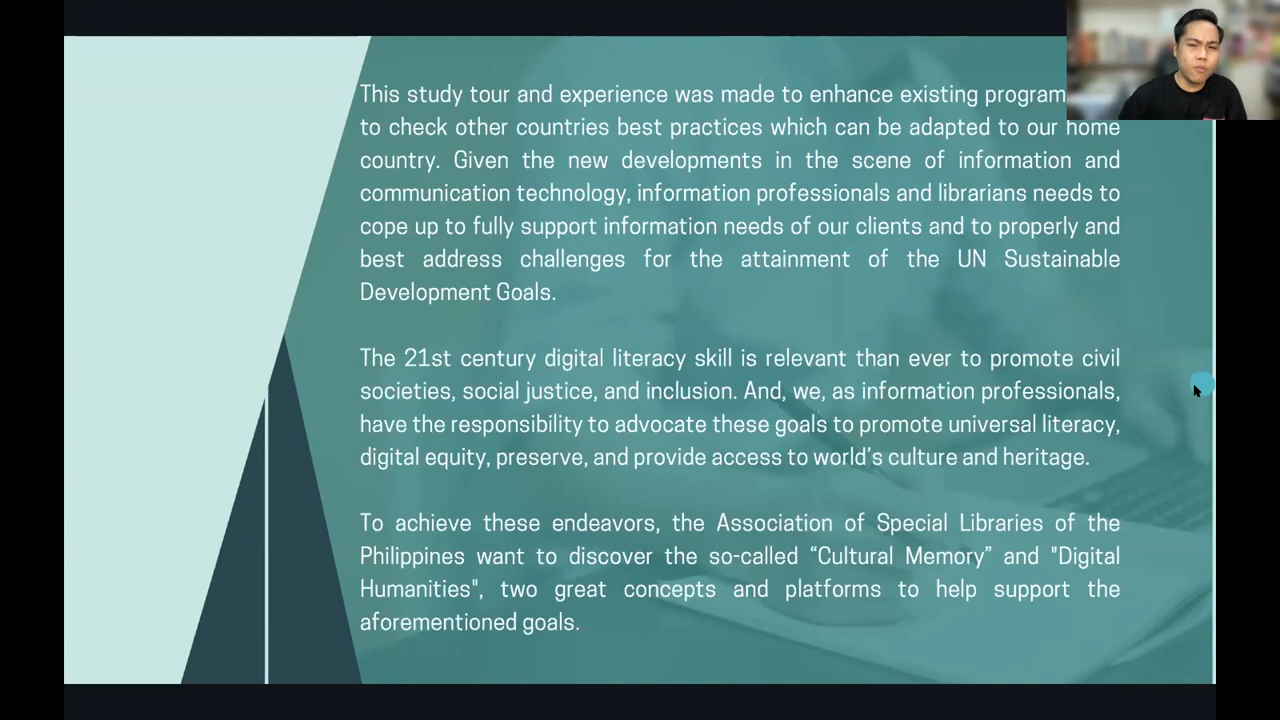 This study tour and experience was made to enhance existing program
to check other countries best practices which can be adapted to our home
country. Given the new developments in the scene of information and
communication technology, information professionals and librarians needs to
cope up to fully support information needs of our clients and to properly and
best address challenges for the attainment of the UN Sustainable
Development Goals.
The 21st century digital literacy skill is relevant than ever to promote civil
societies, social justice, and inclusion. And, we, as information professionals,
have the responsibility to advocate these goals to promote universal literacy,
digital equity, preserve, and provide access to world’s culture and heritage.
To achieve these endeavors, the Association of Special Libraries of the
Philippines want to discover the so-called “Cultural Memory” and "Digital
Humanities", two great concepts and platforms to help support the
aforementioned goals.